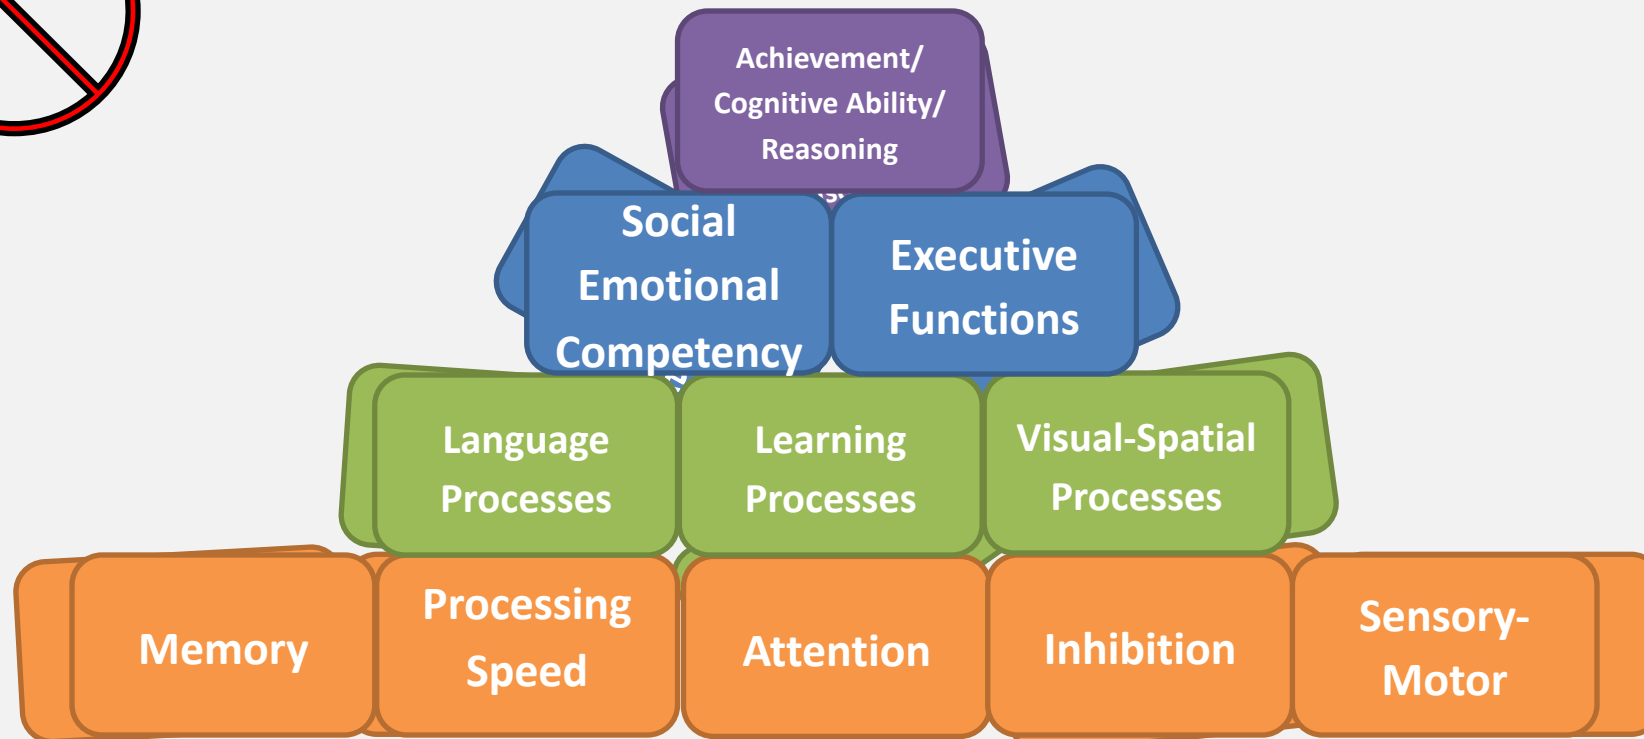 Achievement/
Cognitive Ability/
Reasoning
Social
Emotional
Competency
Executive
Functions
Language
Processes
Learning
Processes
Visual-Spatial
Processes
Memory
Processing
Speed
Attention
Inhibition
Sensory-
Motor